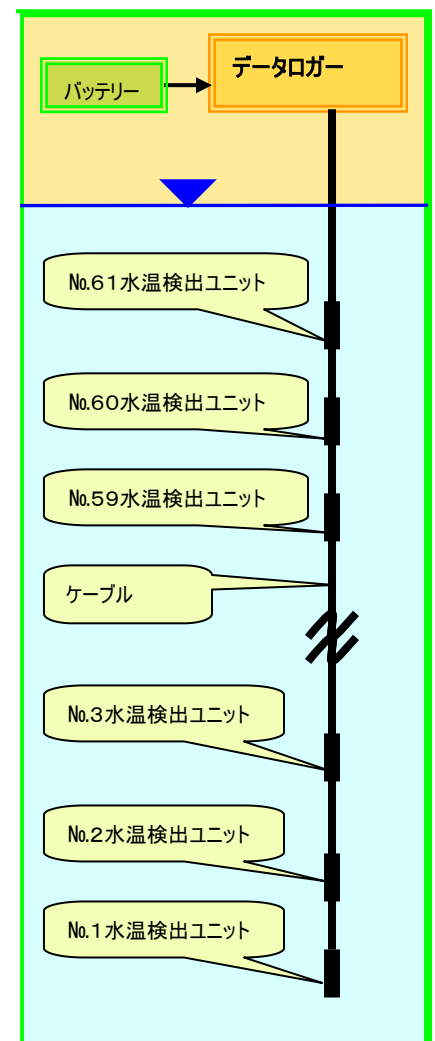 データロガー
バッテリー
№61水温検出ユニット
№60水温検出ユニット
№59水温検出ユニット
ケーブル
№3水温検出ユニット
№2水温検出ユニット
№1水温検出ユニット